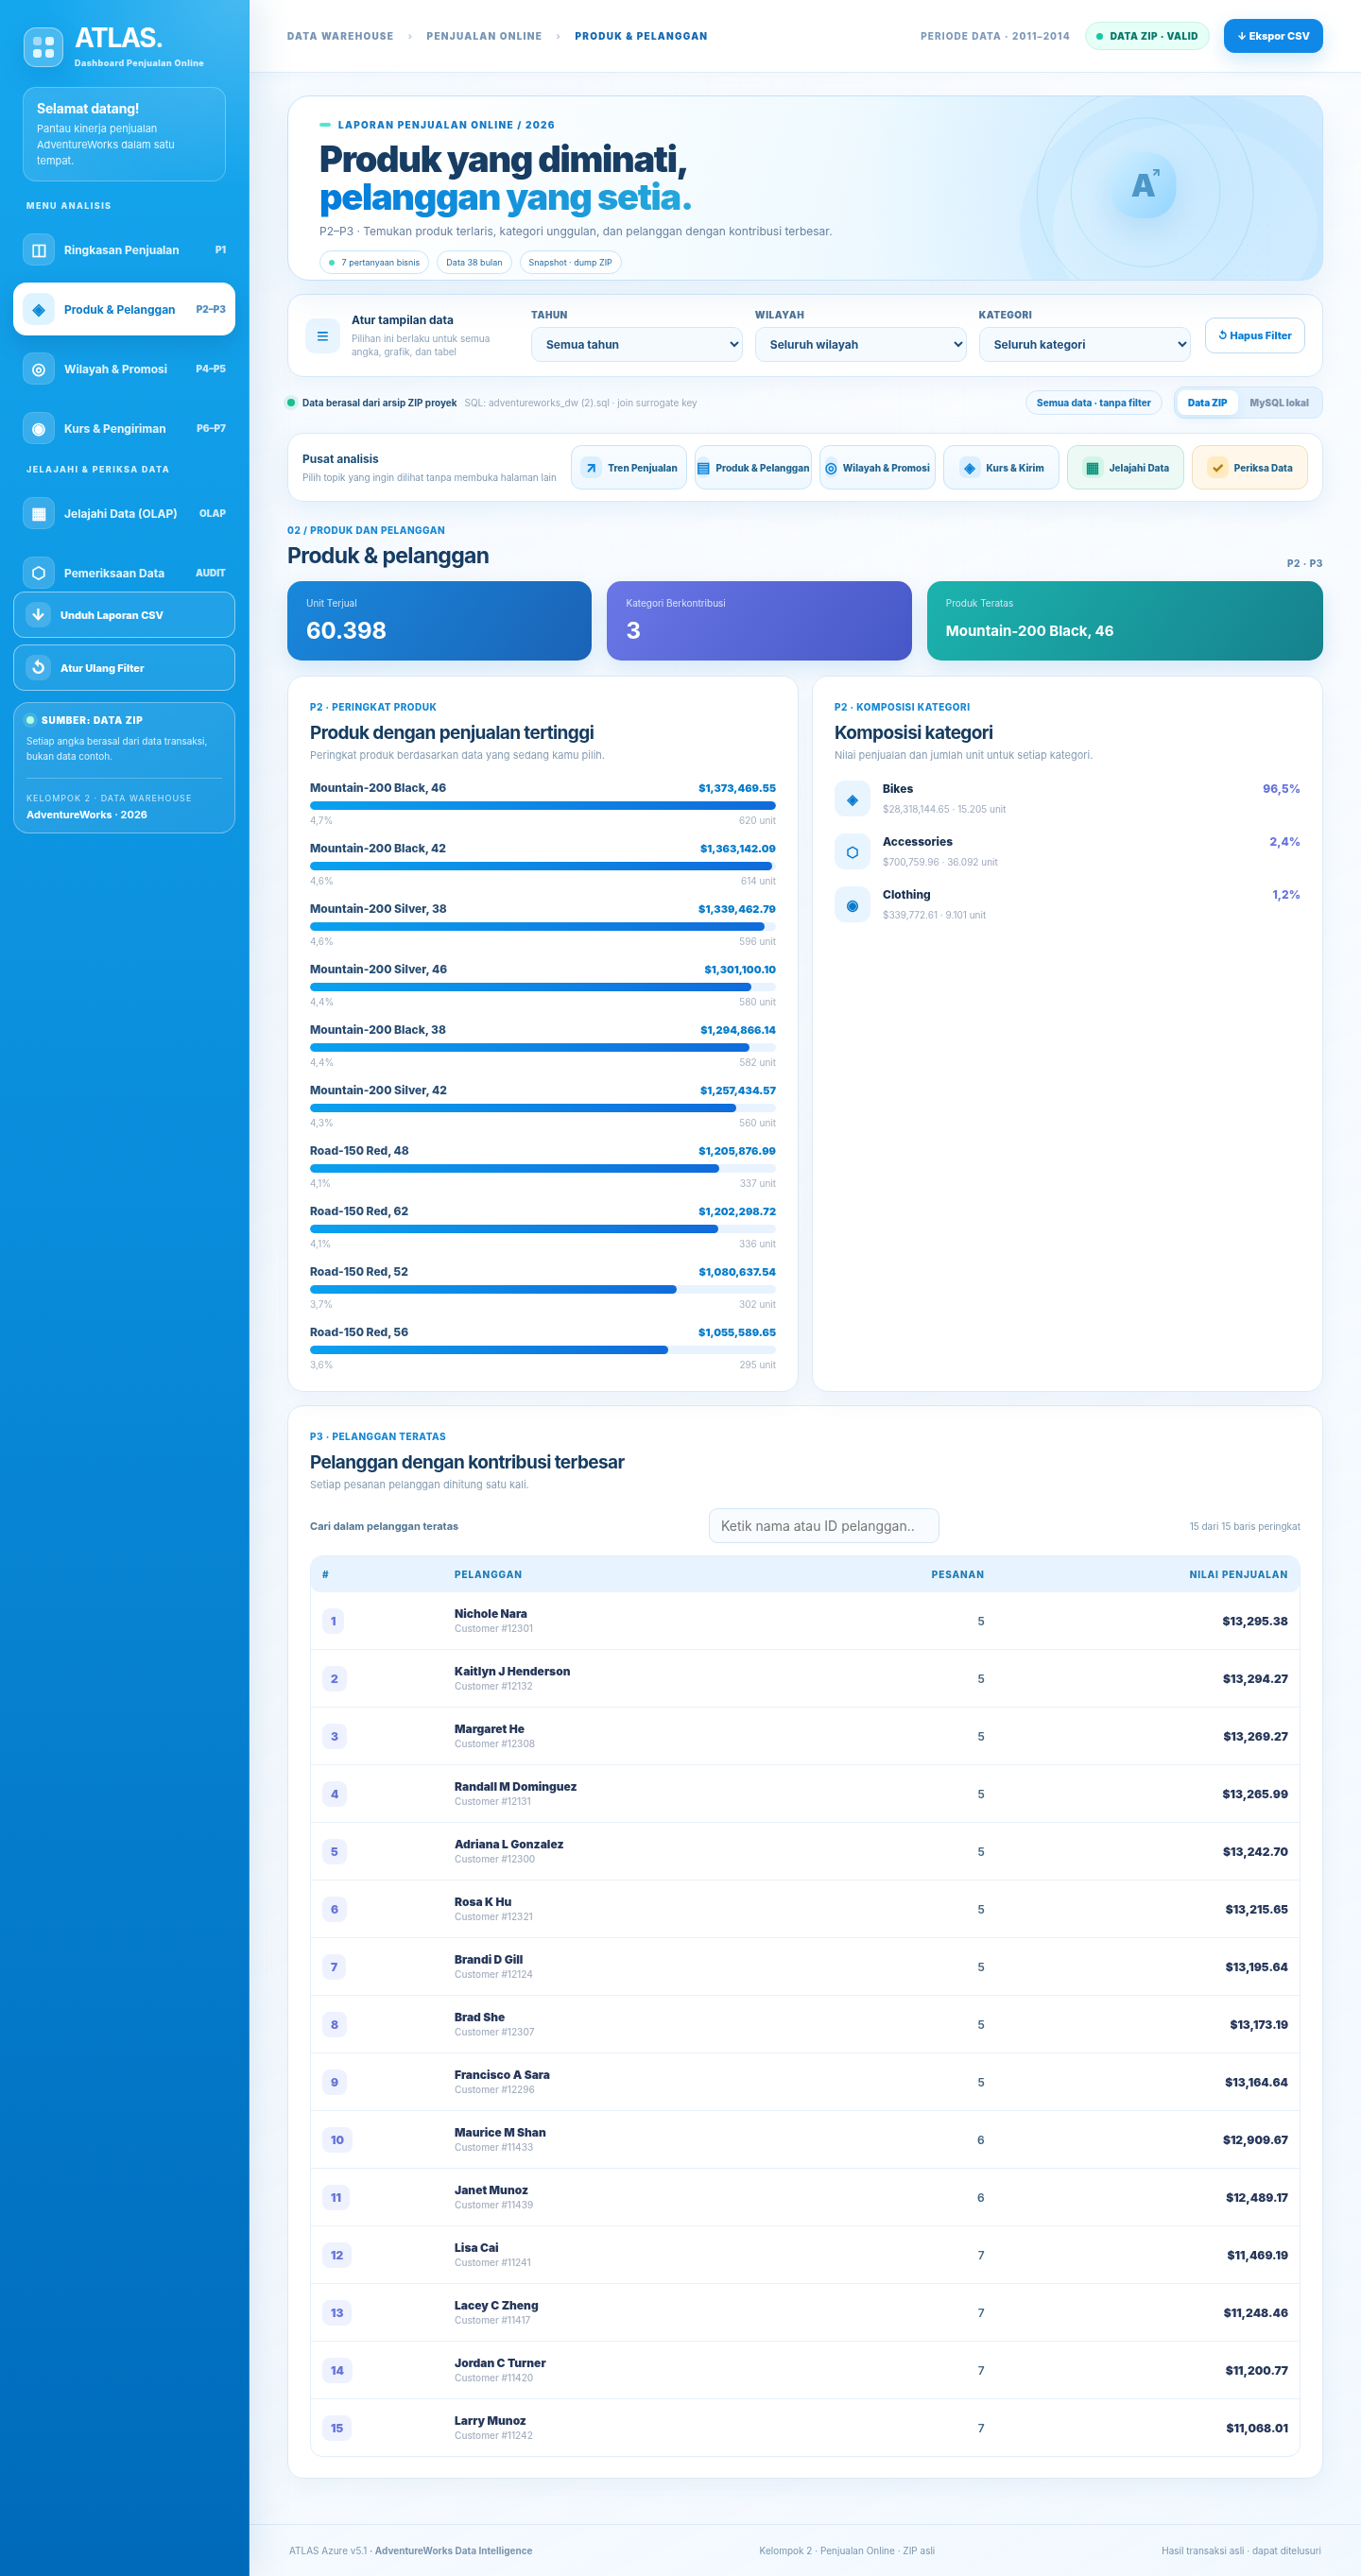 ATLAS.
Dashboard Penjualan Online
Selamat datang!
Pantau kinerja penjualan
AdventureWorks dalam satu
tempat.
MENU ANALISIS
Ringkasan Penjualan P1
Produk & Pelanggan P2–P3
Wilayah & Promosi P4–P5
Kurs & Pengiriman P6–P7
JELAJAHI & PERIKSA DATA
Jelajahi Data (OLAP) OLAP
Pemeriksaan Data AUDIT
Unduh Laporan CSV
Atur Ulang Filter
SUMBER: DATA ZIP
Setiap angka berasal dari data transaksi,
bukan data contoh.
KELOMPOK 2 · DATA WAREHOUSE
AdventureWorks · 2026
DATA WAREHOUSE › PENJUALAN ONLINE › PRODUK & PELANGGAN
PERIODE DATA · 2011–2014
DATA ZIP · VALID
↓ Ekspor CSV
LAPORAN PENJUALAN ONLINE / 2026
Produk yang diminati,
pelanggan yang setia.
P2–P3 · Temukan produk terlaris, kategori unggulan, dan pelanggan dengan kontribusi terbesar.
7 pertanyaan bisnis
Data 38 bulan
Snapshot · dump ZIP
A
Atur tampilan data
Pilihan ini berlaku untuk semua
angka, grafik, dan tabel
TAHUN
Semua tahun
WILAYAH
Seluruh wilayah
KATEGORI
Seluruh kategori
Hapus Filter
Data berasal dari arsip ZIP proyek SQL: adventureworks_dw (2).sql · join surrogate key
Semua data · tanpa filter
Data ZIP
MySQL lokal
Pusat analisis
Pilih topik yang ingin dilihat tanpa membuka halaman lain
Tren Penjualan
Produk & Pelanggan
Wilayah & Promosi
Kurs & Kirim
Jelajahi Data
Periksa Data
02 / PRODUK DAN PELANGGAN
Produk & pelanggan
P2 · P3
Unit Terjual
60.398
Kategori Berkontribusi
3
Produk Teratas
Mountain-200 Black, 46
P2 · PERINGKAT PRODUK
Produk dengan penjualan tertinggi
Peringkat produk berdasarkan data yang sedang kamu pilih.
Mountain-200 Black, 46 $1,373,469.55
4,7% 620 unit
Mountain-200 Black, 42 $1,363,142.09
4,6% 614 unit
Mountain-200 Silver, 38 $1,339,462.79
4,6% 596 unit
Mountain-200 Silver, 46 $1,301,100.10
4,4% 580 unit
Mountain-200 Black, 38 $1,294,866.14
4,4% 582 unit
Mountain-200 Silver, 42 $1,257,434.57
4,3% 560 unit
Road-150 Red, 48 $1,205,876.99
4,1% 337 unit
Road-150 Red, 62 $1,202,298.72
4,1% 336 unit
Road-150 Red, 52 $1,080,637.54
3,7% 302 unit
Road-150 Red, 56 $1,055,589.65
3,6% 295 unit
P2 · KOMPOSISI KATEGORI
Komposisi kategori
Nilai penjualan dan jumlah unit untuk setiap kategori.
Bikes 96,5%
$28,318,144.65 · 15.205 unit
Accessories 2,4%
$700,759.96 · 36.092 unit
Clothing 1,2%
$339,772.61 · 9.101 unit
P3 · PELANGGAN TERATAS
Pelanggan dengan kontribusi terbesar
Setiap pesanan pelanggan dihitung satu kali.
Cari dalam pelanggan teratas
Ketik nama atau ID pelanggan..
15 dari 15 baris peringkat
# PELANGGAN PESANAN NILAI PENJUALAN
1 Nichole Nara 5 $13,295.38
Customer #12301
2 Kaitlyn J Henderson 5 $13,294.27
Customer #12132
3 Margaret He 5 $13,269.27
Customer #12308
4 Randall M Dominguez 5 $13,265.99
Customer #12131
5 Adriana L Gonzalez 5 $13,242.70
Customer #12300
6 Rosa K Hu 5 $13,215.65
Customer #12321
7 Brandi D Gill 5 $13,195.64
Customer #12124
8 Brad She 5 $13,173.19
Customer #12307
9 Francisco A Sara 5 $13,164.64
Customer #12296
10 Maurice M Shan 6 $12,909.67
Customer #11433
11 Janet Munoz 6 $12,489.17
Customer #11439
12 Lisa Cai 7 $11,469.19
Customer #11241
13 Lacey C Zheng 7 $11,248.46
Customer #11417
14 Jordan C Turner 7 $11,200.77
Customer #11420
15 Larry Munoz 7 $11,068.01
Customer #11242
ATLAS Azure v5.1 · AdventureWorks Data Intelligence
Kelompok 2 · Penjualan Online · ZIP asli
Hasil transaksi asli · dapat ditelusuri